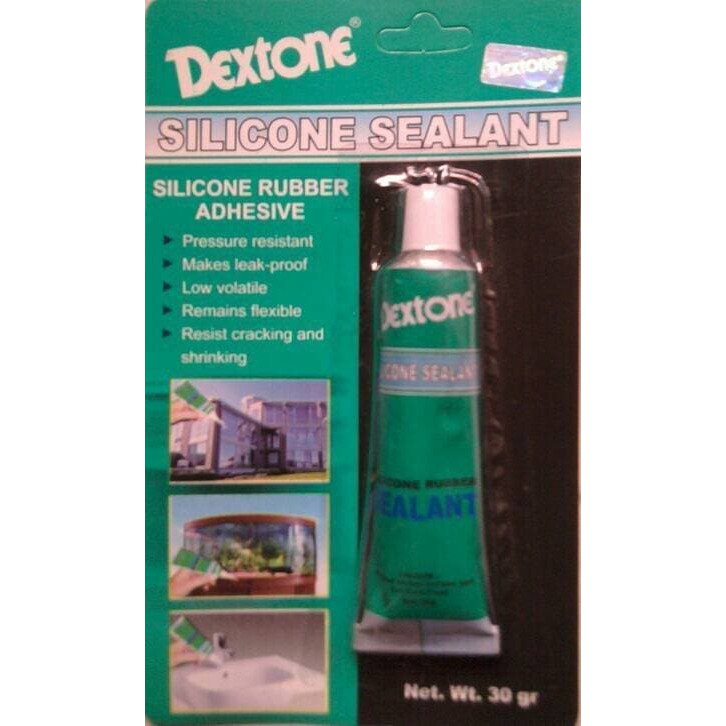 Dextone®
Dextone
SILICONE SEALANT
SILICONE RUBBER
ADHESIVE
Pressure resistant
Makes leak-proof
Low volatile
Remains flexible
Resist cracking and
shrinking
Dextone
ICONE SEALANT
ICONE RUBBER
EALANT
Net. Wt. 30 gr